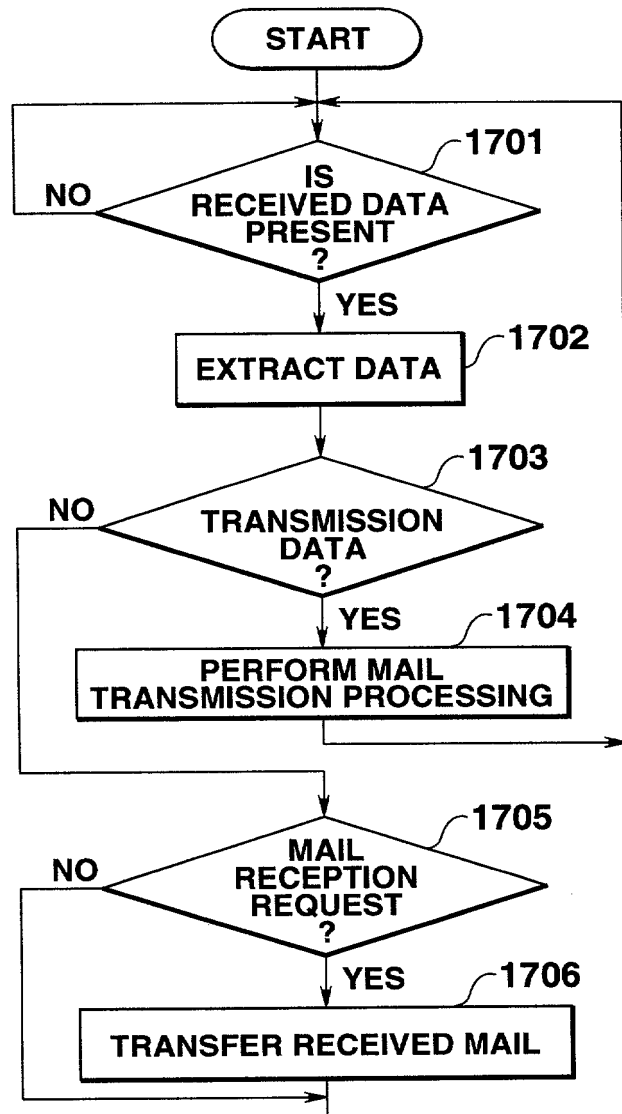 START
1701
IS
RECEIVED DATA
PRESENT
?
NO
YES
1702
EXTRACT DATA
1703
NO
TRANSMISSION
DATA
?
YES
1704
PERFORM MAIL
TRANSMISSION PROCESSING
1705
NO
MAIL
RECEPTION
REQUEST
?
YES
1706
TRANSFER RECEIVED MAIL